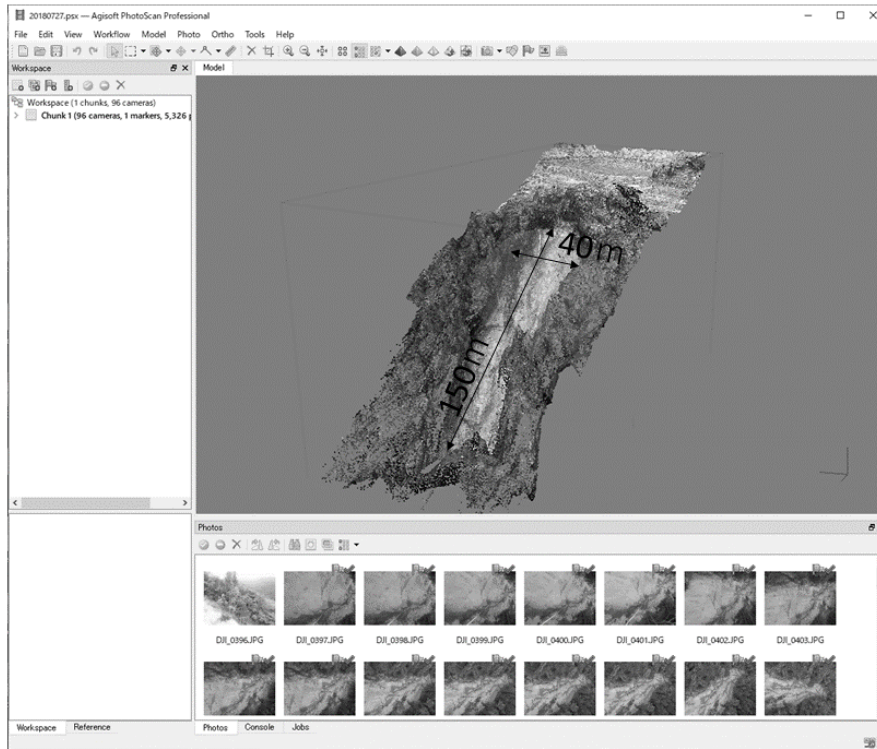 20180727.psx — Agisoft PhotoScan Professional
File Edit View Workflow Model Photo Ortho Tools Help
Workspace
Model
Workspace (1 chunks, 96 cameras)
Chunk 1 (96 cameras, 1 markers, 5,326 p
40m
150m
Photos
DJI_0396.JPG DJI_0397.JPG DJI_0398.JPG DJI_0399.JPG DJI_0400.JPG DJI_0401.JPG DJI_0402.JPG DJI_0403.JPG
Workspace Reference
Photos Console Jobs